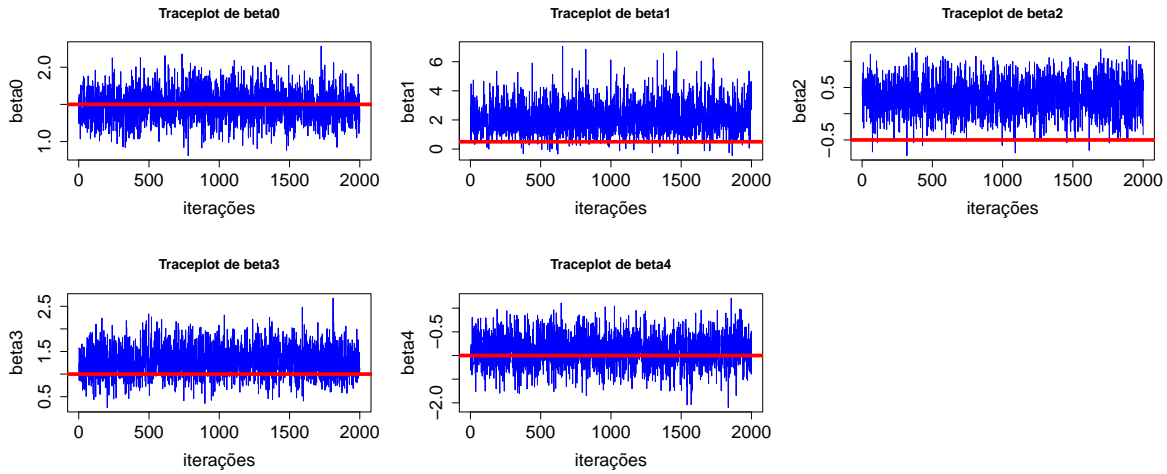 Traceplot de beta0
beta0
1.0 2.0
0 500 1000 1500 2000
iterações
Traceplot de beta1
beta1
0 2 4 6
0 500 1000 1500 2000
iterações
Traceplot de beta2
beta2
−0.5 0.5
0 500 1000 1500 2000
iterações
Traceplot de beta3
beta3
0.5 1.5 2.5
0 500 1000 1500 2000
iterações
Traceplot de beta4
beta4
−2.0 −0.5
0 500 1000 1500 2000
iterações